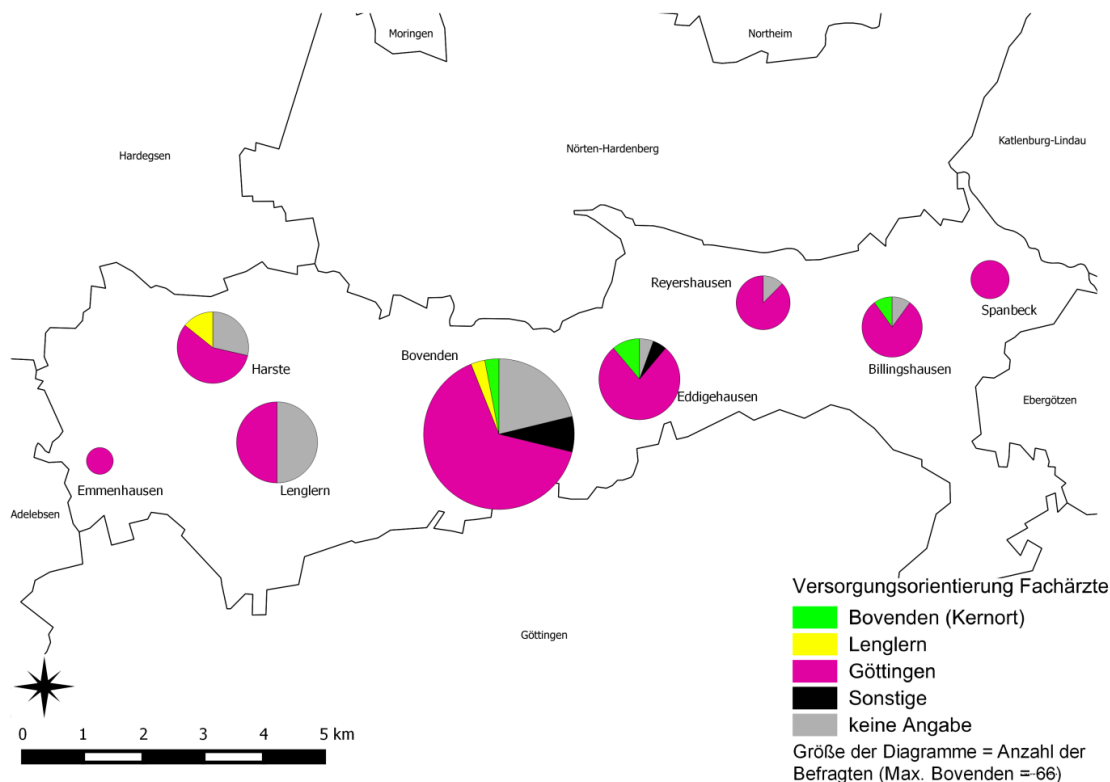 Moringen
Northeim
Hardegsen
Nörten-Hardenberg
Katlenburg-Lindau
Reyershausen
Spanbeck
Bovenden
Harste
Billingshausen
Eddigehausen
Ebergötzen
Emmenhausen
Lenglern
Adelebsen
Göttingen
Versorgungsorientierung Fachärzte
Bovenden (Kernort)
Lenglern
Göttingen
Sonstige
keine Angabe
Größe der Diagramme = Anzahl der
Befragten (Max. Bovenden = 66)
0 1 2 3 4 5 km